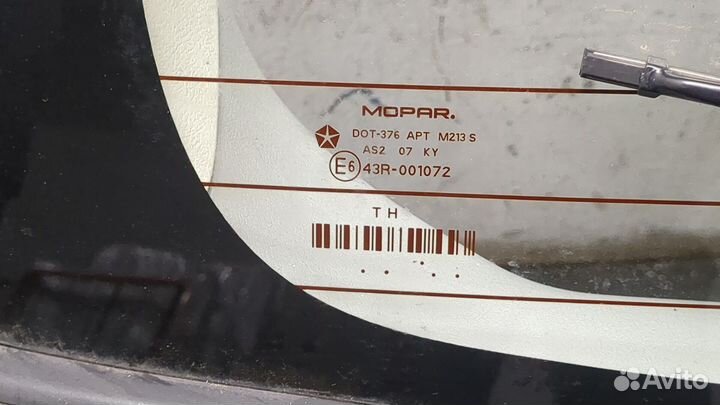 MOPAR.
DOT-376 APT M213 S
AS2 07 KY
E6 43R-001072
TH
Avito